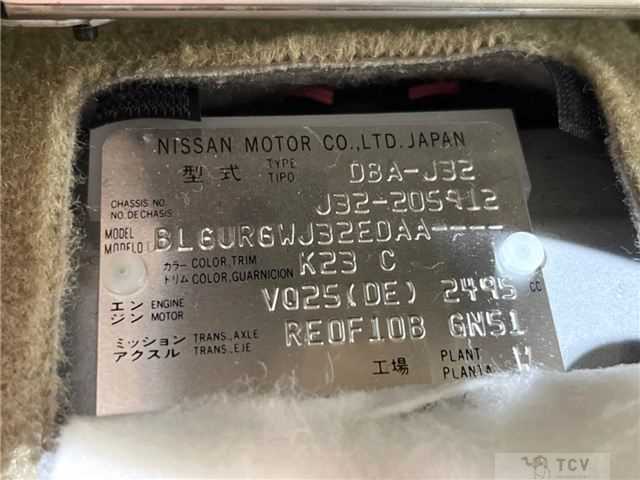 NISSAN MOTOR CO.,LTD.JAPAN
型式 TYPE TIPO DBA-J32
CHASSIS NO. NO.DE CHASIS J32-205912
MODEL MODELO BLGURGWJ32EDAA----
カラー COLOR,TRIM
トリム COLOR,GUARNICION K23 C
エンジン ENGINE MOTOR VQ25(DE) 2495 CC
ミッション TRANS.,AXLE
アクスル TRANS.,EJE RE0F10B GN51
工場 PLANT PLANTA
TCV